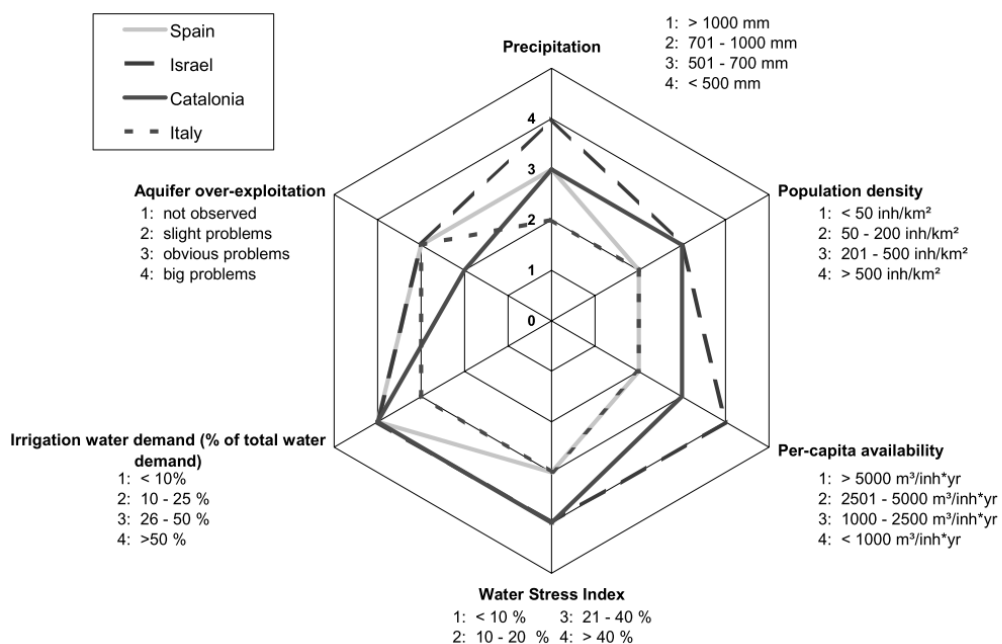 Spain
Israel
Catalonia
Italy
Precipitation
1: > 1000 mm
2: 701 - 1000 mm
3: 501 - 700 mm
4: < 500 mm
Population density
1: < 50 inh/km²
2: 50 - 200 inh/km²
3: 201 - 500 inh/km²
4: > 500 inh/km²
Per-capita availability
1: > 5000 m³/inh*yr
2: 2501 - 5000 m³/inh*yr
3: 1000 - 2500 m³/inh*yr
4: < 1000 m³/inh*yr
Water Stress Index
1: < 10 % 3: 21 - 40 %
2: 10 - 20 % 4: > 40 %
Irrigation water demand (% of total water
demand)
1: < 10%
2: 10 - 25 %
3: 26 - 50 %
4: >50 %
Aquifer over-exploitation
1: not observed
2: slight problems
3: obvious problems
4: big problems
4
3
2
1
0